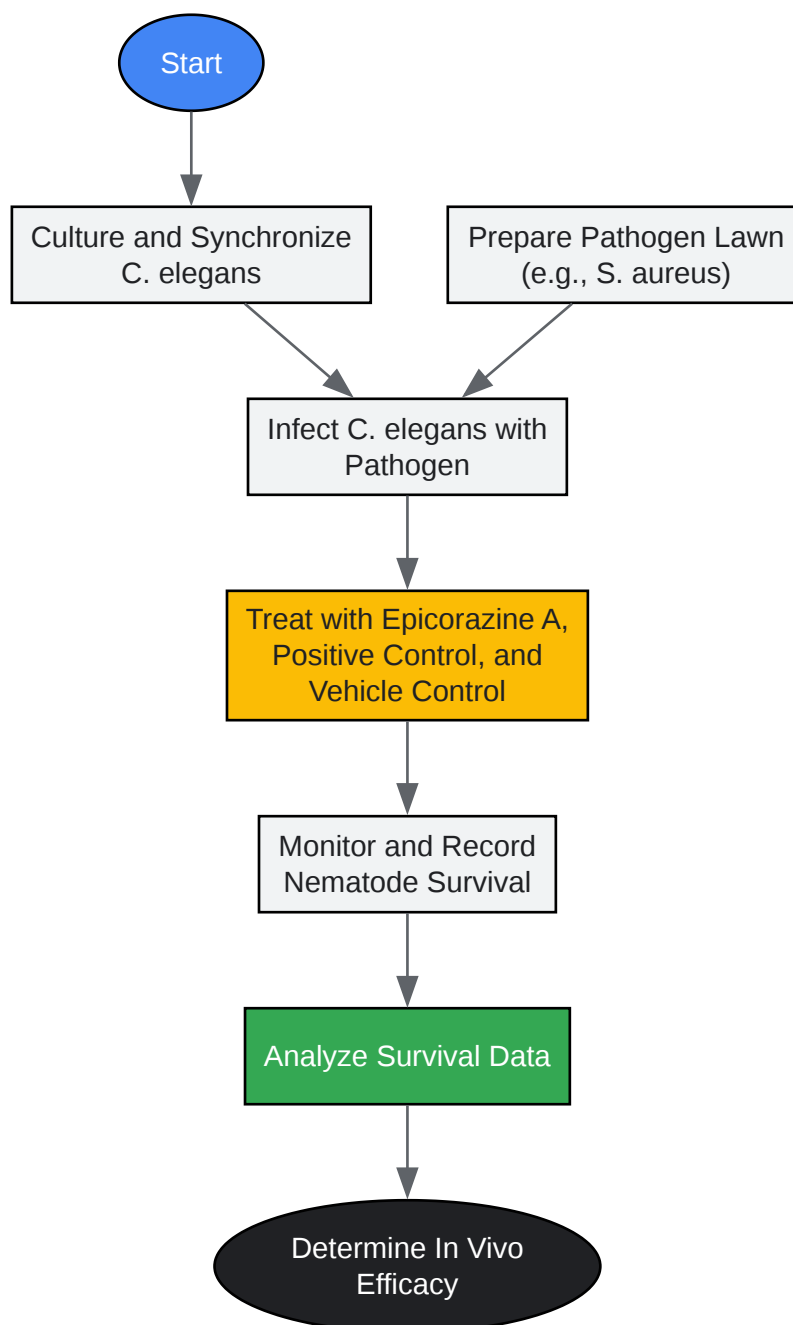 Start
Culture and Synchronize
C. elegans
Prepare Pathogen Lawn
(e.g., S. aureus)
Infect C. elegans with
Pathogen
Treat with Epicorazine A,
Positive Control, and
Vehicle Control
Monitor and Record
Nematode Survival
Analyze Survival Data
Determine In Vivo
Efficacy